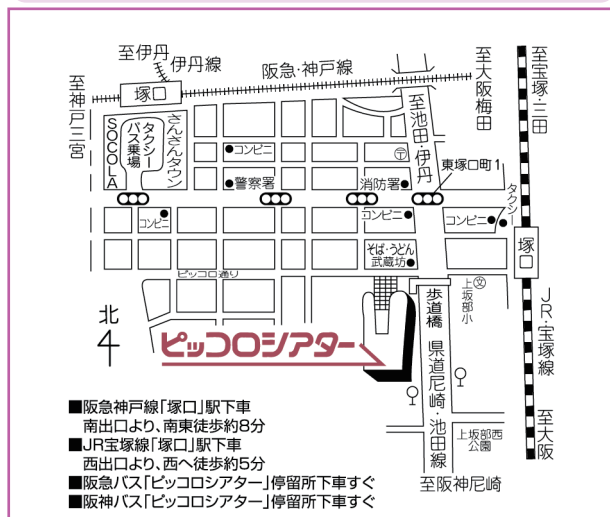 至伊丹
伊丹線
阪急・神戸線
至大阪梅田
至宝塚・三田
至神戸三宮
塚口
SOCOLA
タクシー
バス乗場
さんさんタウン
コンビニ
〒
至池田・伊丹
警察署
消防署
東塚口町1
タクシー
コンビニ
コンビニ
コンビニ
そば・うどん
武蔵坊
塚口
ピッコロ通り
上坂部小
文
歩道橋
県道尼崎・池田線
JR・宝塚線
北
4
ピッコロシアター
至大阪
上坂部西
公園
至阪神尼崎
■阪急神戸線「塚口」駅下車
南出口より、南東徒歩約8分
■JR宝塚線「塚口」駅下車
西出口より、西へ徒歩約5分
■阪急バス「ピッコロシアター」停留所下車すぐ
■阪神バス「ピッコロシアター」停留所下車すぐ